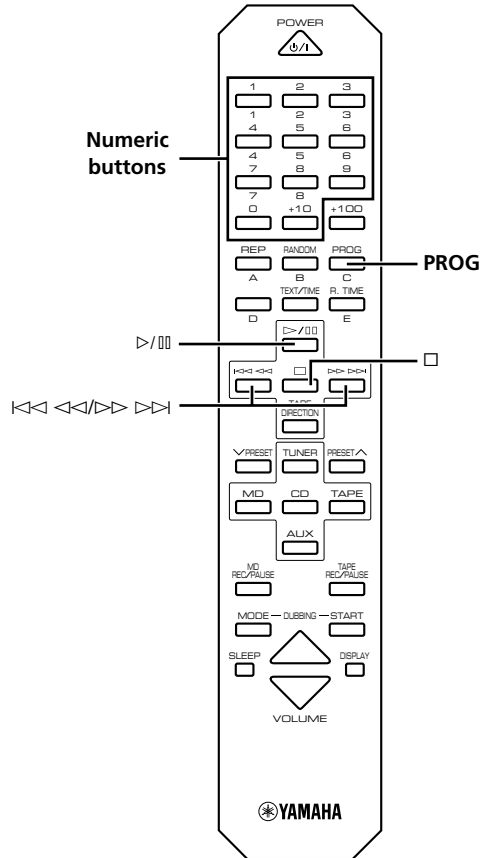 POWER
⏻/I
1 2 3
1 2 3
4 5 6
4 5 6
7 8 9
7 8
0 +10 +100
Numeric
buttons
REP RANDOM PROG
A B C
PROG
TEXT/TIME R. TIME
D E
▷/▯▯
▷/▯▯
|◁◁ ◁◁ □ ▷▷ ▷▷|
□
|◁◁ ◁◁/▷▷ ▷▷|
TAPE
DIRECTION
∨PRESET TUNER PRESET∧
MD CD TAPE
AUX
MD TAPE
REC/PAUSE REC/PAUSE
MODE — DUBBING — START
SLEEP DISPLAY
VOLUME
YAMAHA